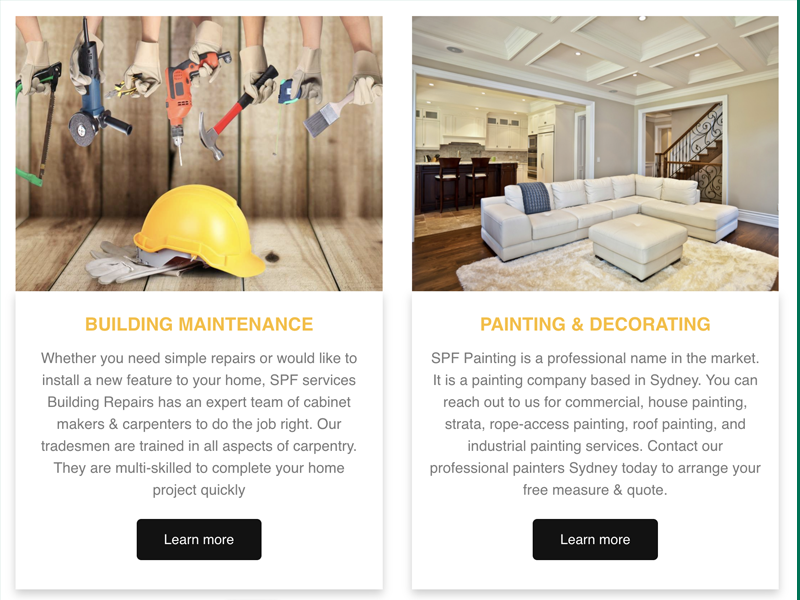 BUILDING MAINTENANCE
Whether you need simple repairs or would like to
install a new feature to your home, SPF services
Building Repairs has an expert team of cabinet
makers & carpenters to do the job right. Our
tradesmen are trained in all aspects of carpentry.
They are multi-skilled to complete your home
project quickly
Learn more
PAINTING & DECORATING
SPF Painting is a professional name in the market.
It is a painting company based in Sydney. You can
reach out to us for commercial, house painting,
strata, rope-access painting, roof painting, and
industrial painting services. Contact our
professional painters Sydney today to arrange your
free measure & quote.
Learn more